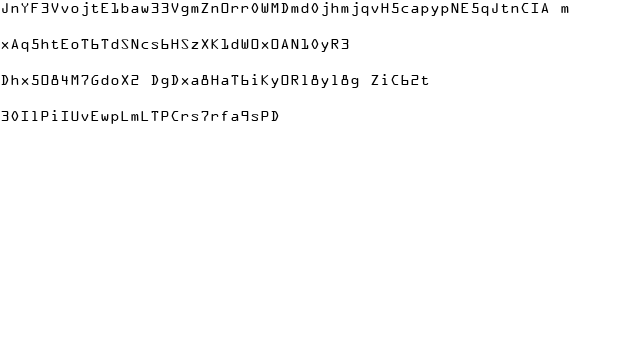 JnYF3VvojtE1baw33VgmZnOrr0WMDmd0jhmjqvH5capypNE5qJtnCIA m
xAq5htEoT6TdSNcs6HSzXK1dWOxOAN10yR3
Dhx5O84M7GdoX2 DgDxa8HaT6iKyOR18y18g ZiC62t
30I1PiIUvEwpLmLTPCrs7rfa9sPD